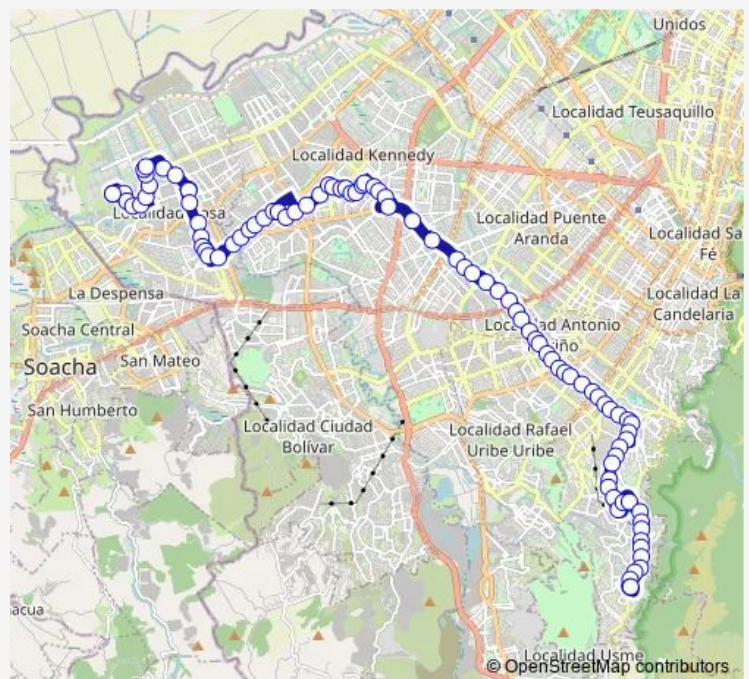 Unidos
Localidad Teusaquillo
Localidad Kennedy
Localidad Puente
Aranda
Localidad Sa
Fé
La Despensa
Localidad La
Candelaria
Soacha Central
San Mateo
Soacha
San Humberto
Localidad Ciudad
Bolívar
Localidad Rafael
Uribe Uribe
acua
Localidad Usme
© OpenStreetMap contributors